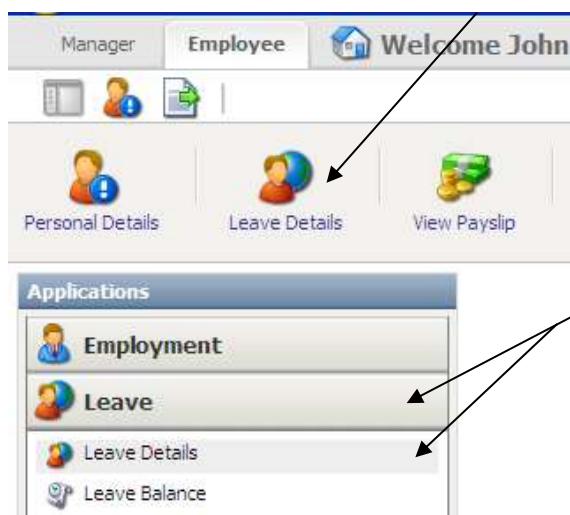 Manager Employee Welcome John
Personal Details Leave Details View Payslip
Applications
Employment
Leave
Leave Details
Leave Balance